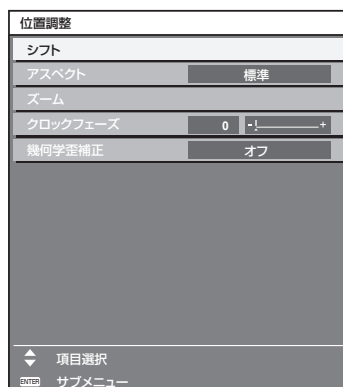 位置調整
シフト
アスペクト 標準
ズーム
クロックフェーズ 0 - +
幾何学歪補正 オフ
項目選択
ENTER サブメニュー